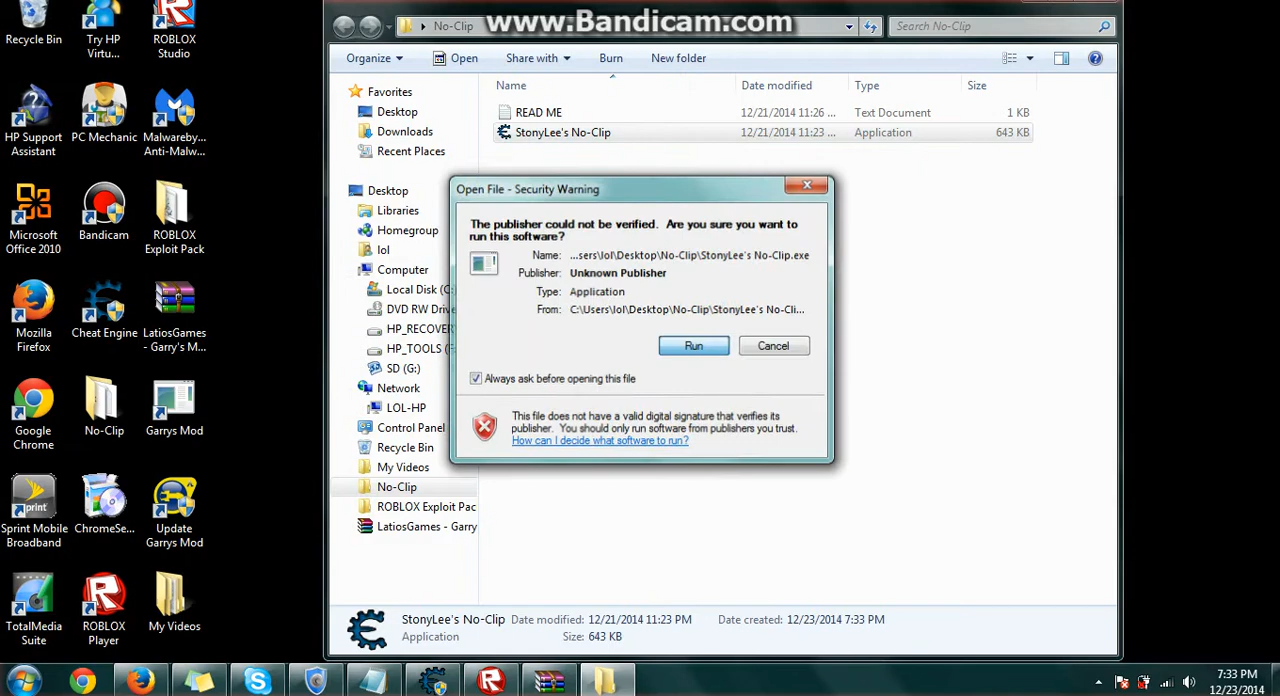 Recycle Bin
Try HP
Virtu...
ROBLOX
Studio
HP Support
Assistant
PC Mechanic
Malwareby...
Anti-Malw...
Microsoft
Office 2010
Bandicam
ROBLOX
Exploit Pack
Mozilla
Firefox
Cheat Engine
LatiosGames
- Garry's M...
Google
Chrome
No-Clip
Garrys Mod
Sprint Mobile
Broadband
ChromeSe...
Update
Garrys Mod
TotalMedia
Suite
ROBLOX
Player
My Videos
No-Clip
www.Bandicam.com
Search No-Clip
Organize
Open
Share with
Burn
New folder
Favorites
Desktop
Downloads
Recent Places
Desktop
Libraries
Homegroup
lol
Computer
Local Disk (C:
DVD RW Drive
HP_RECOVER
HP_TOOLS (
SD (G:)
Network
LOL-HP
Control Panel
Recycle Bin
My Videos
No-Clip
ROBLOX Exploit Pac
LatiosGames - Garry
Name Date modified Type Size
READ ME 12/21/2014 11:26 ... Text Document 1 KB
StonyLee's No-Clip 12/21/2014 11:23 ... Application 643 KB
Open File - Security Warning
The publisher could not be verified. Are you sure you want to
run this software?
Name: ...sers\lol\Desktop\No-Clip\StonyLee's No-Clip.exe
Publisher: Unknown Publisher
Type: Application
From: C:\Users\lol\Desktop\No-Clip\StonyLee's No-Cli...
Run Cancel
Always ask before opening this file
This file does not have a valid digital signature that verifies its
publisher. You should only run software from publishers you trust.
How can I decide what software to run?
StonyLee's No-Clip Date modified: 12/21/2014 11:23 PM Date created: 12/23/2014 7:33 PM
Application Size: 643 KB
7:33 PM
12/23/2014